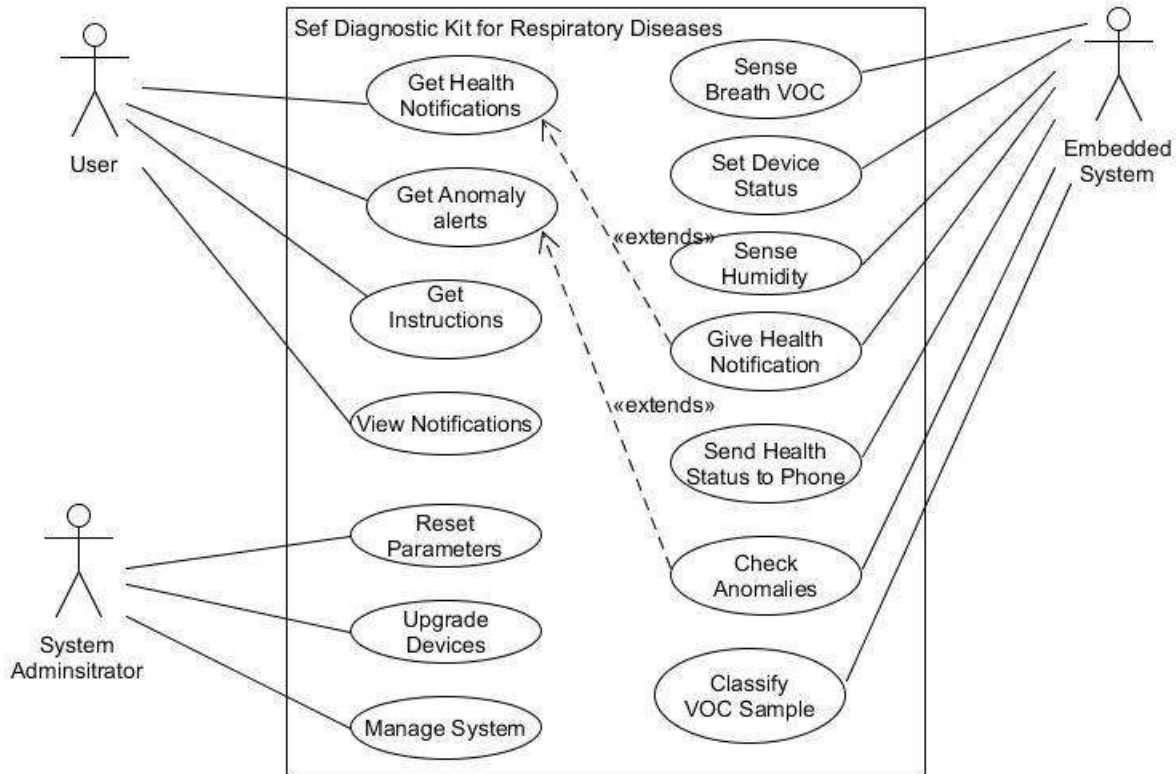 Sef Diagnostic Kit for Respiratory Diseases
Get Health
Notifications
User
Get Anomaly
alerts
Get
Instructions
View Notifications
Reset
Parameters
System
Adminsitrator
Upgrade
Devices
Manage System
Sense
Breath VOC
Embedded
System
Set Device
Status
«extends»
Sense
Humidity
Give Health
Notification
«extends»
Send Health
Status to Phone
Check
Anomalies
Classify
VOC Sample